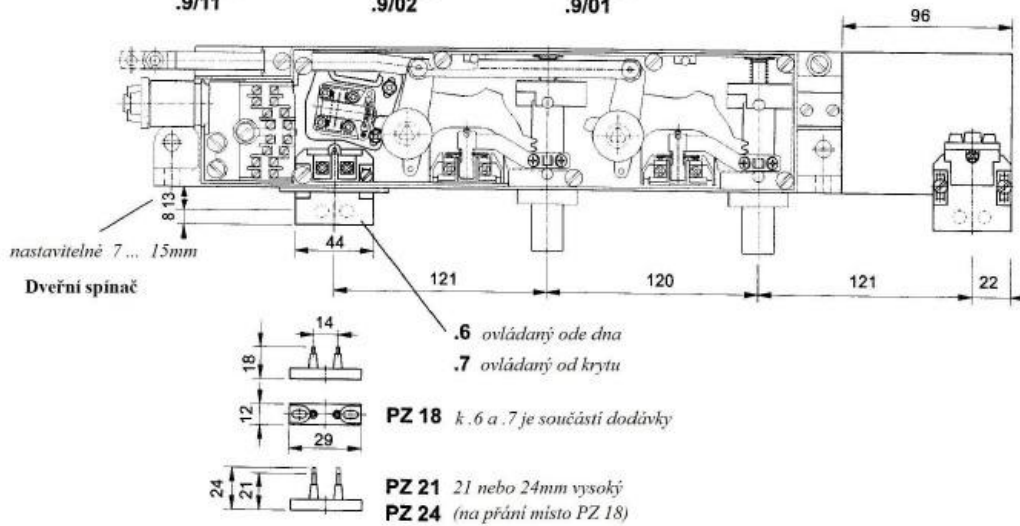 .9/11 .9/02 .9/01
96
8 13
nastavitelné 7 ... 15mm
44
Dveřní spínač
121 120 121 22
14
.6 ovládaný ode dna
18
.7 ovládaný od krytu
12
PZ 18 k .6 a .7 je součástí dodávky
29
24 21
PZ 21 21 nebo 24mm vysoký
PZ 24 (na přání místo PZ 18)